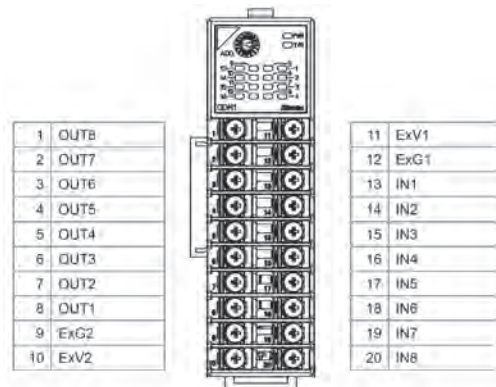 PWR
T/R
ADD.
1 OUT8
2 OUT7
3 OUT6
4 OUT5
5 OUT4
6 OUT3
7 OUT2
8 OUT1
9 ExG2
10 ExV2
11 ExV1
12 ExG1
13 IN1
14 IN2
15 IN3
16 IN4
17 IN5
18 IN6
19 IN7
20 IN8